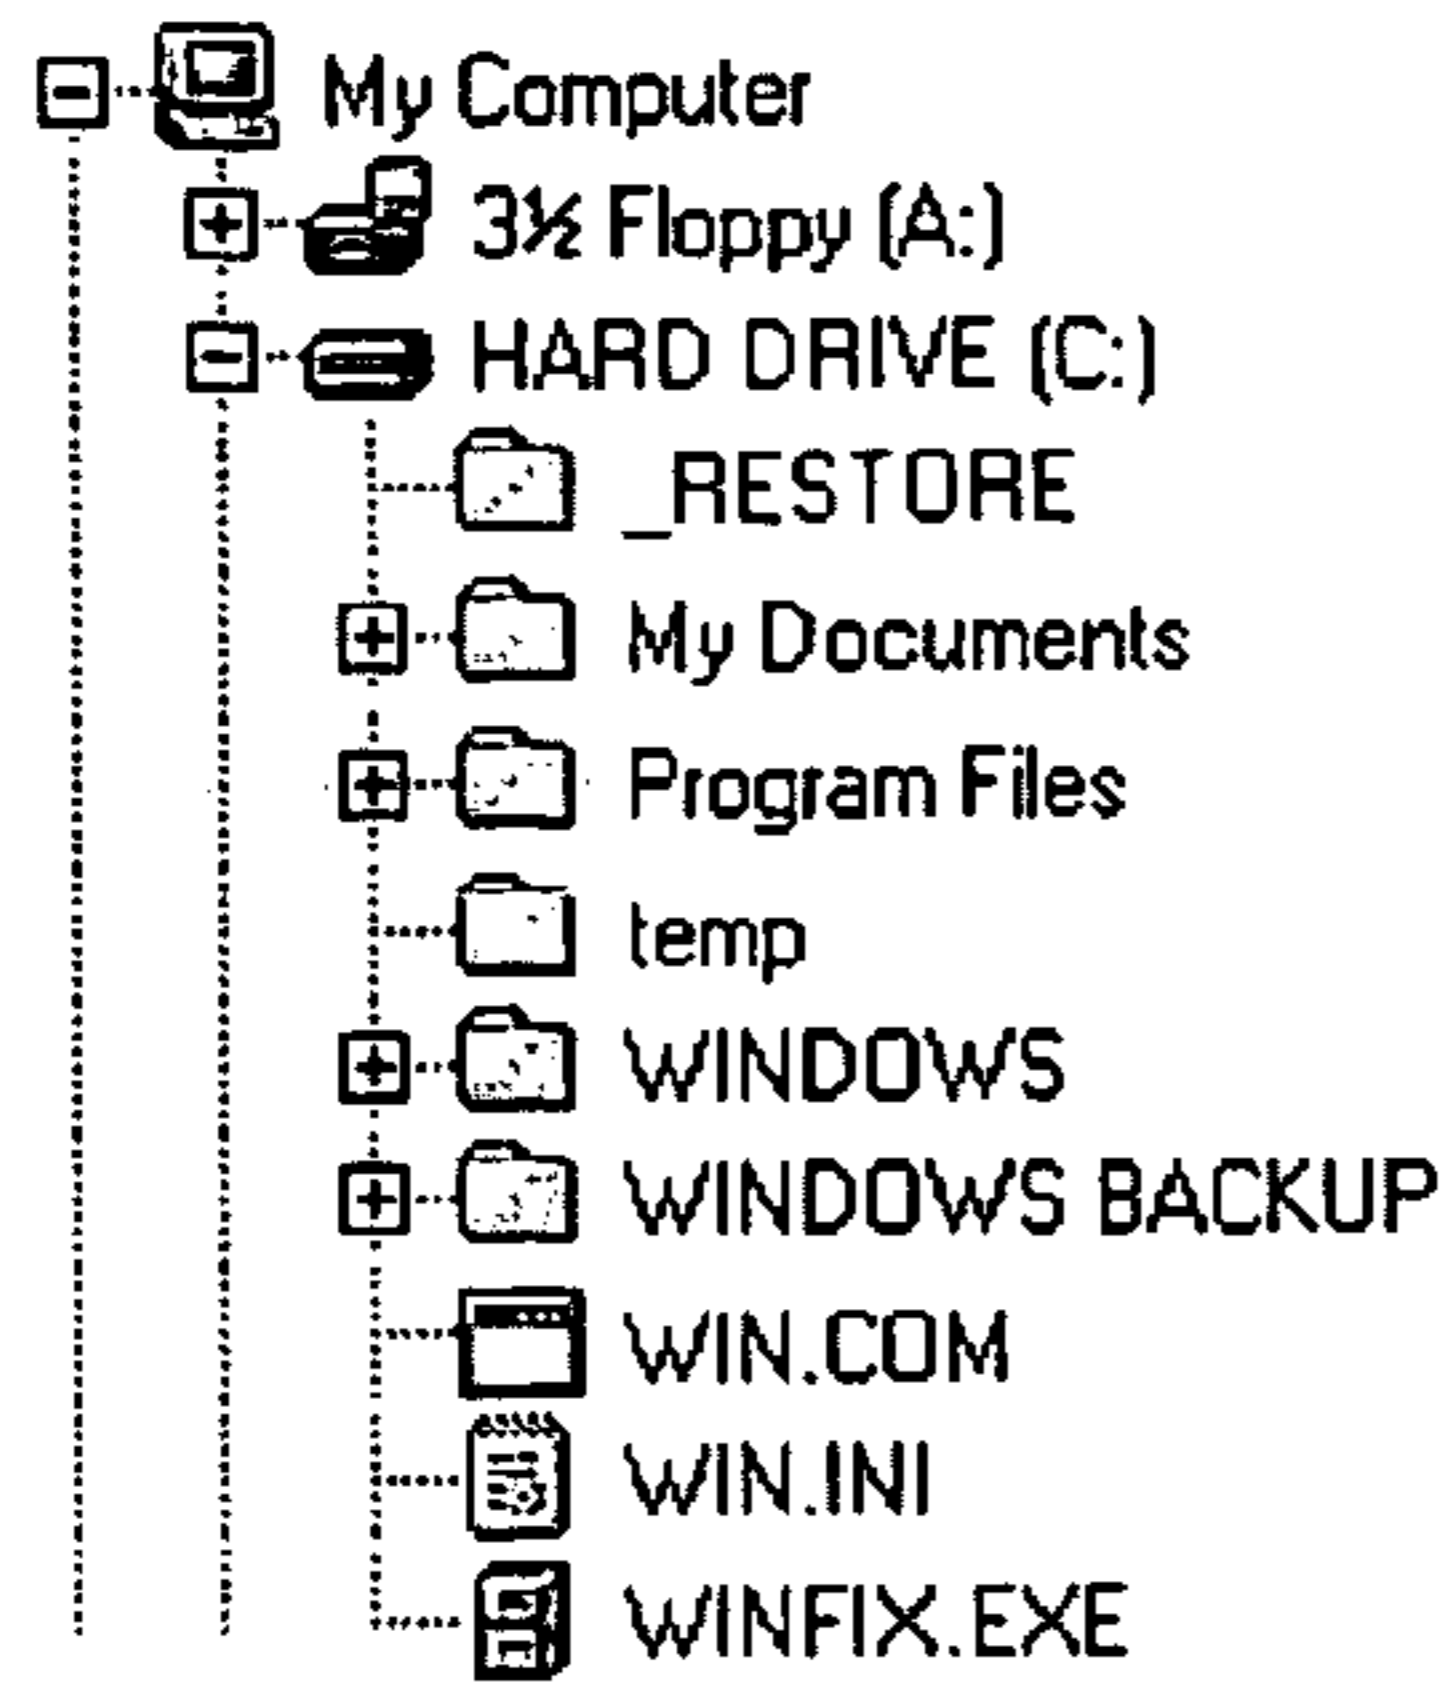 My Computer
3½ Floppy (A:)
HARD DRIVE (C:)
_RESTORE
My Documents
Program Files
temp
WINDOWS
WINDOWS BACKUP
WIN.COM
WIN.INI
WINFIX.EXE